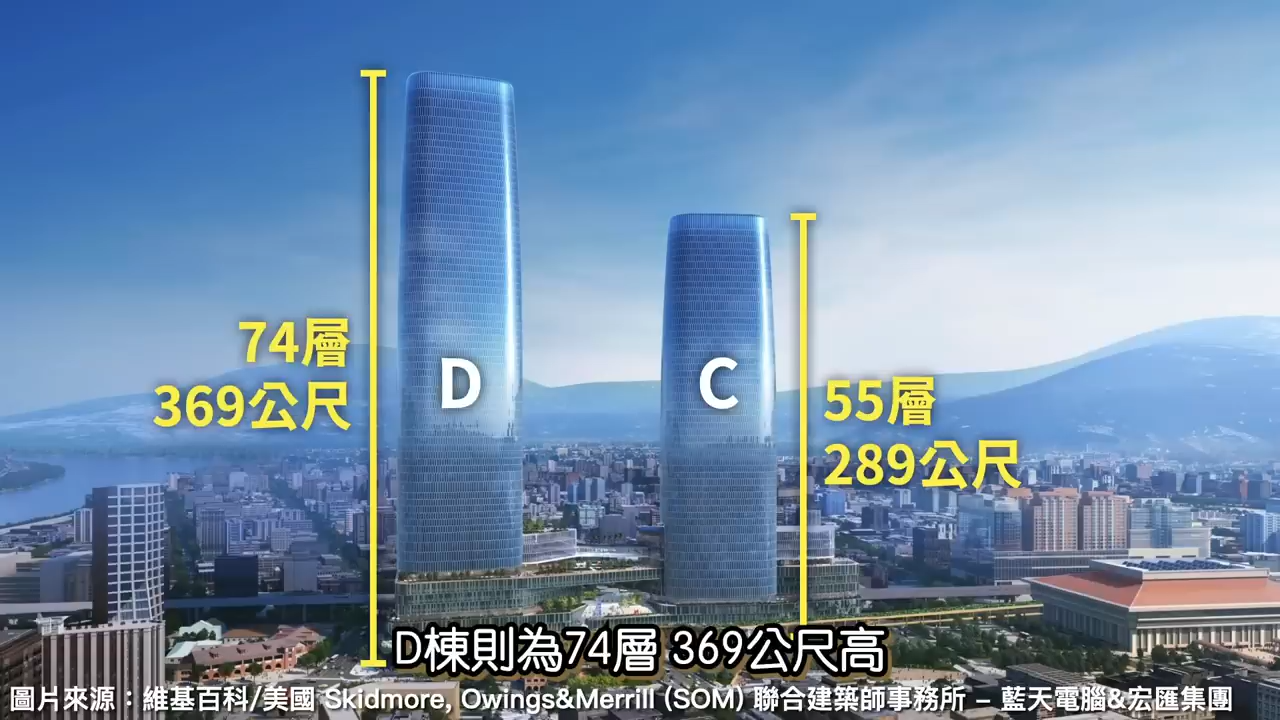 74層
369公尺
D
C
55層
289公尺
D棟則為74層 369公尺高
圖片來源：維基百科/美國 Skidmore, Owings&Merrill (SOM) 聯合建築師事務所 – 藍天電腦&宏匯集團